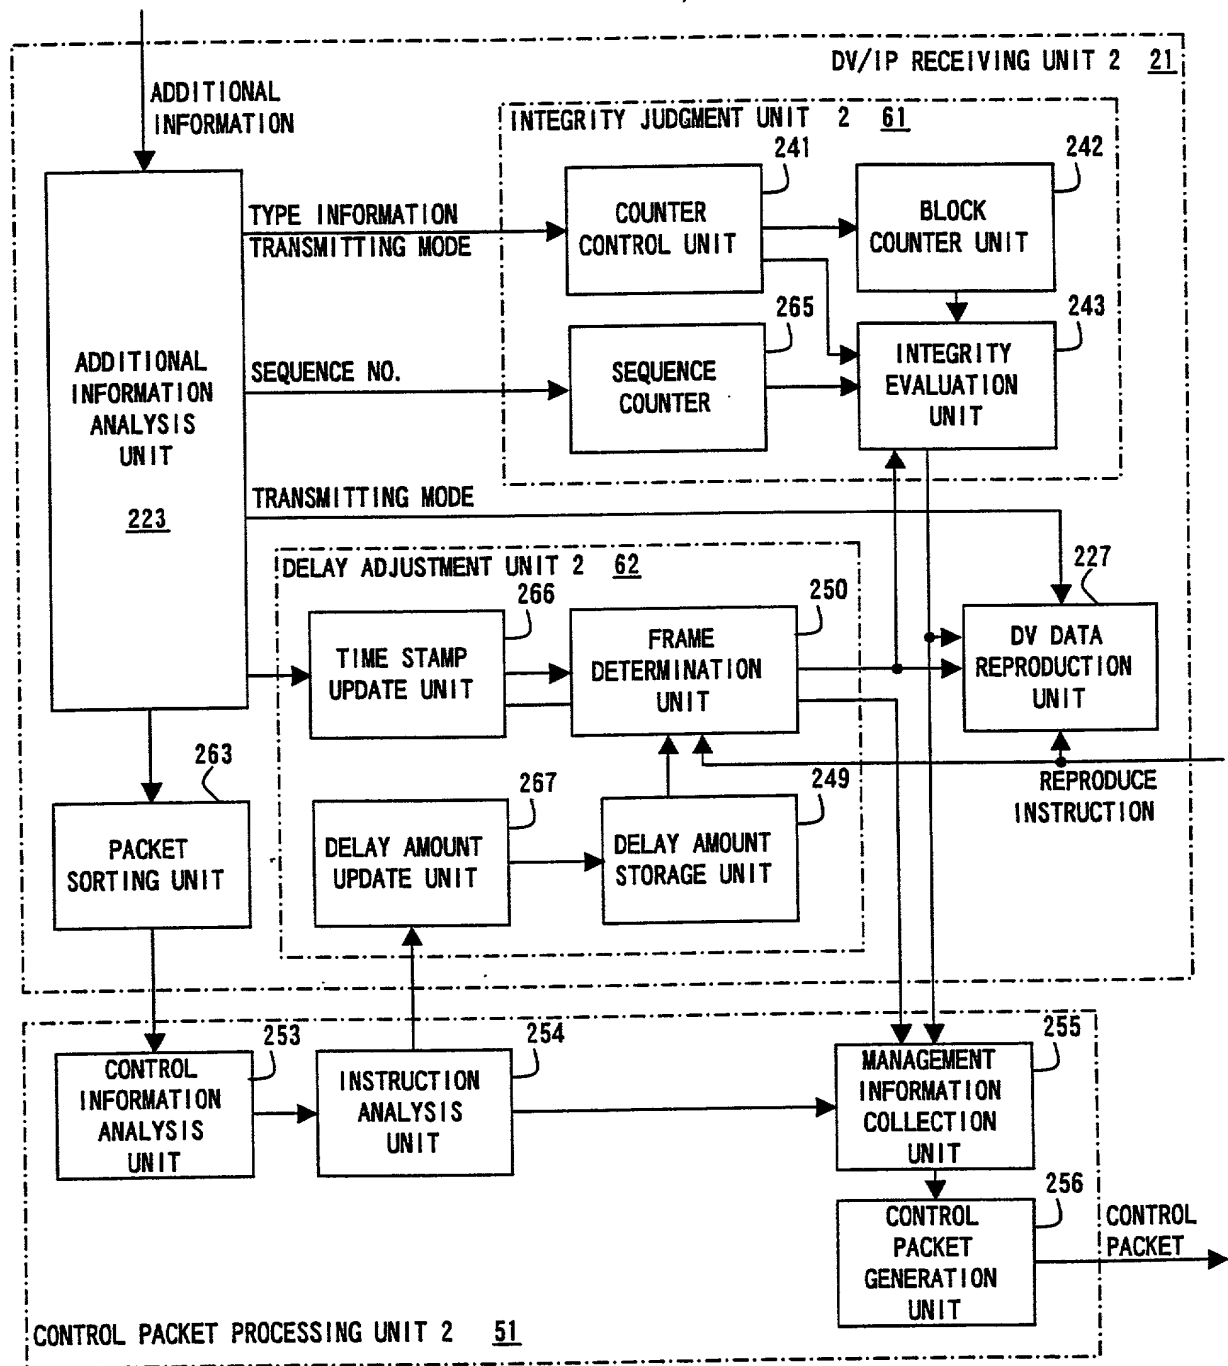 DV/IP RECEIVING UNIT 2 21
ADDITIONAL
INFORMATION
INTEGRITY JUDGMENT UNIT 2 61
241
242
TYPE INFORMATION
TRANSMITTING MODE
COUNTER
CONTROL UNIT
BLOCK
COUNTER UNIT
265
243
ADDITIONAL
INFORMATION
ANALYSIS
UNIT
223
SEQUENCE NO.
SEQUENCE
COUNTER
INTEGRITY
EVALUATION
UNIT
TRANSMITTING MODE
DELAY ADJUSTMENT UNIT 2 62
266
250
227
TIME STAMP
UPDATE UNIT
FRAME
DETERMINATION
UNIT
DV DATA
REPRODUCTION
UNIT
263
267
249
REPRODUCE
INSTRUCTION
PACKET
SORTING UNIT
DELAY AMOUNT
UPDATE UNIT
DELAY AMOUNT
STORAGE UNIT
253
254
255
CONTROL
INFORMATION
ANALYSIS
UNIT
INSTRUCTION
ANALYSIS
UNIT
MANAGEMENT
INFORMATION
COLLECTION
UNIT
256
CONTROL
PACKET
GENERATION
UNIT
CONTROL
PACKET
CONTROL PACKET PROCESSING UNIT 2 51